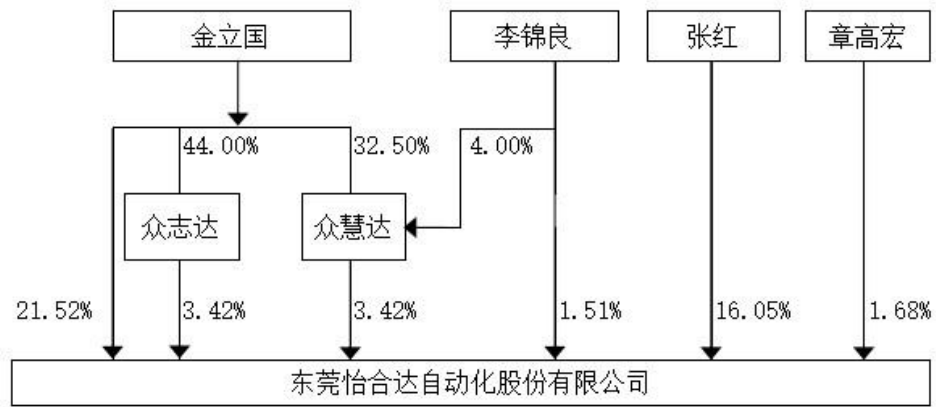 金立国
李锦良
张红
章高宏
44.00%
32.50%
4.00%
众志达
众慧达
21.52%
3.42%
3.42%
1.51%
16.05%
1.68%
东莞怡合达自动化股份有限公司